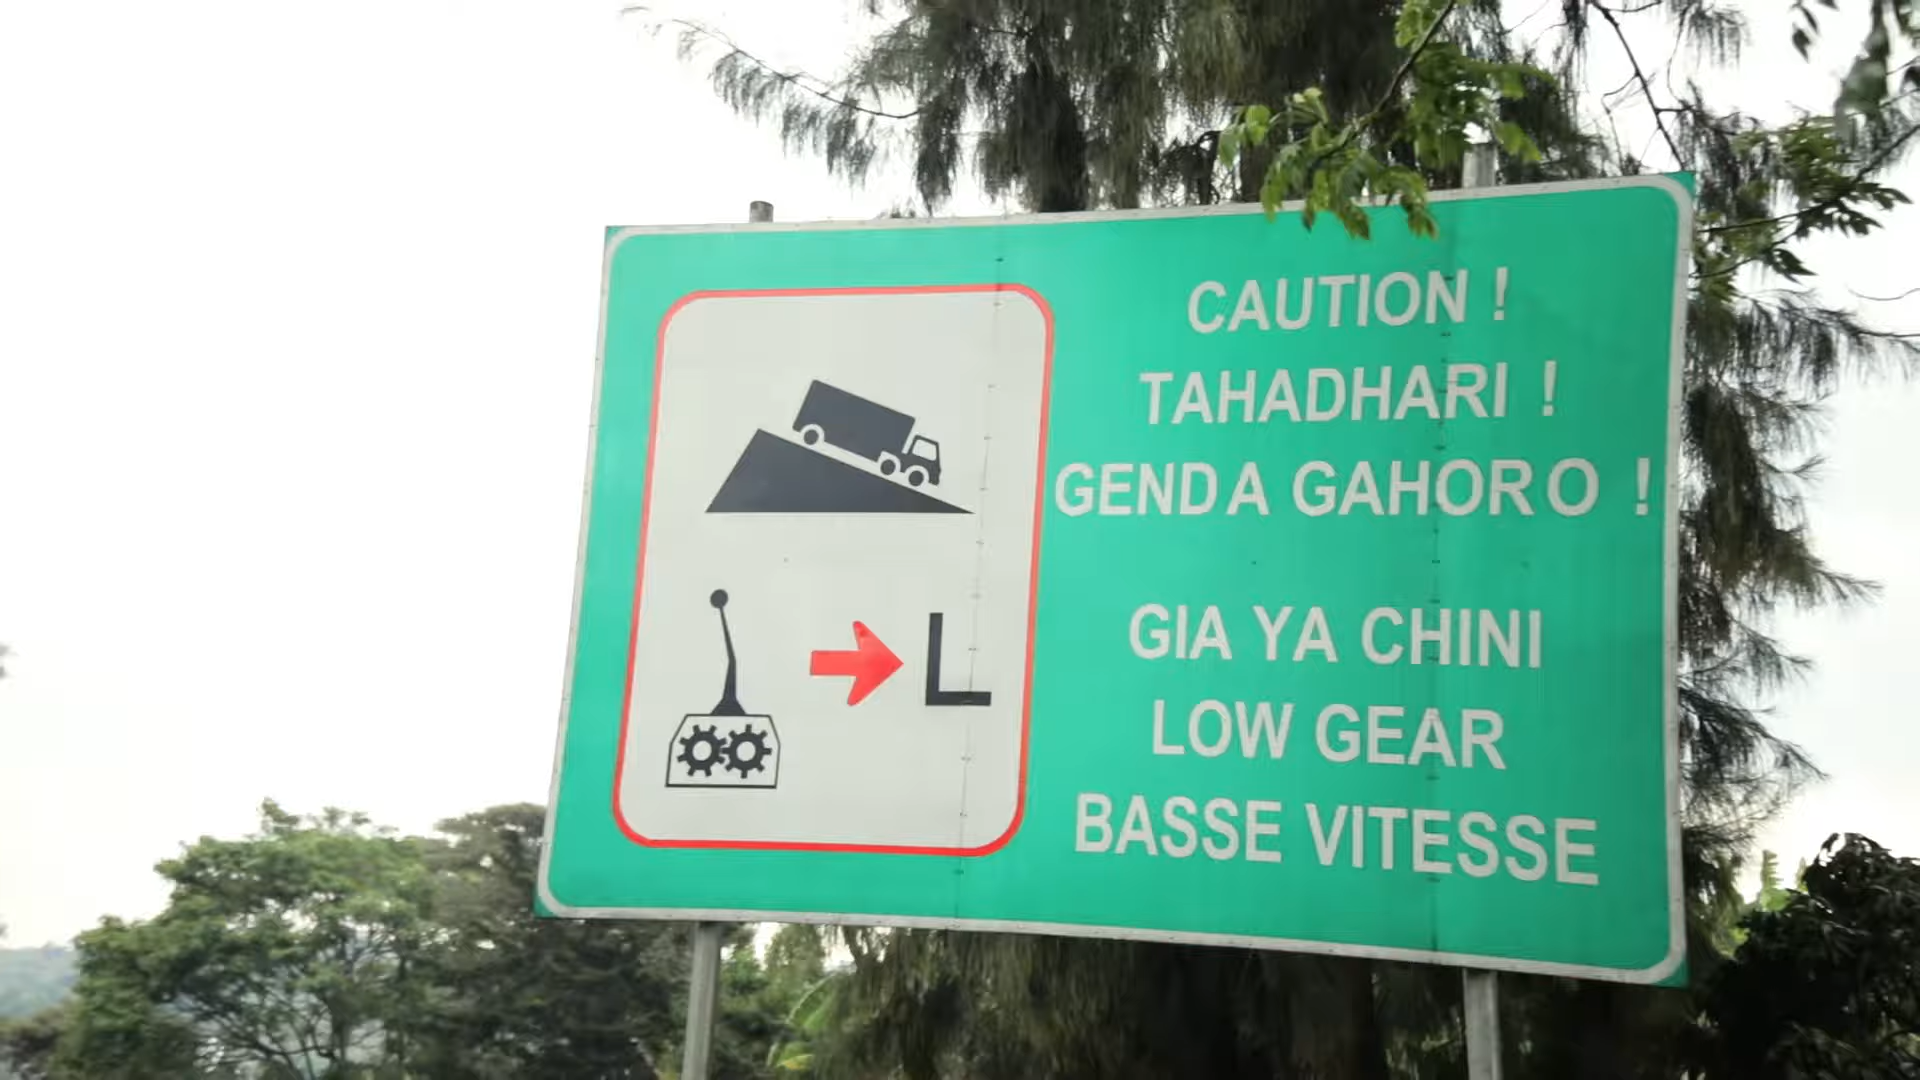 CAUTION !
TAHADHARI !
GENDA GAHORO !
GIA YA CHINI
LOW GEAR
BASSE VITESSE
L